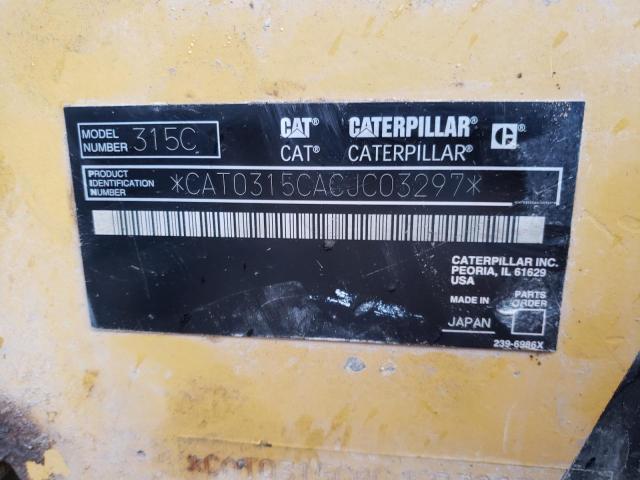 MODEL NUMBER 315C
CAT® CATERPILLAR®
CAT® CATERPILLAR®
PRODUCT IDENTIFICATION NUMBER *CAT0315CACJC03297*
CATERPILLAR INC.
PEORIA, IL 61629
USA
MADE IN
JAPAN
PARTS ORDER
239-6986X